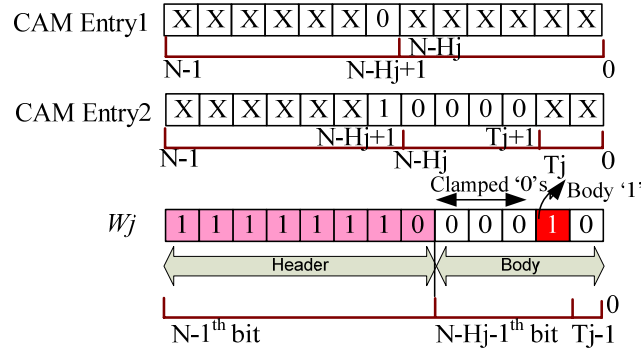 CAM Entry1 X X X X X X 0 X X X X X X
N-Hj
N-1 N-Hj+1 0
CAM Entry2 X X X X X X 1 0 0 0 0 X X
N-Hj+1 Tj+1
N-1 N-Hj Tj 0
Clamped '0's Body '1'
Wj 1 1 1 1 1 1 1 0 0 0 0 1 0
Header Body
0
N-1th bit N-Hj-1th bit Tj-1